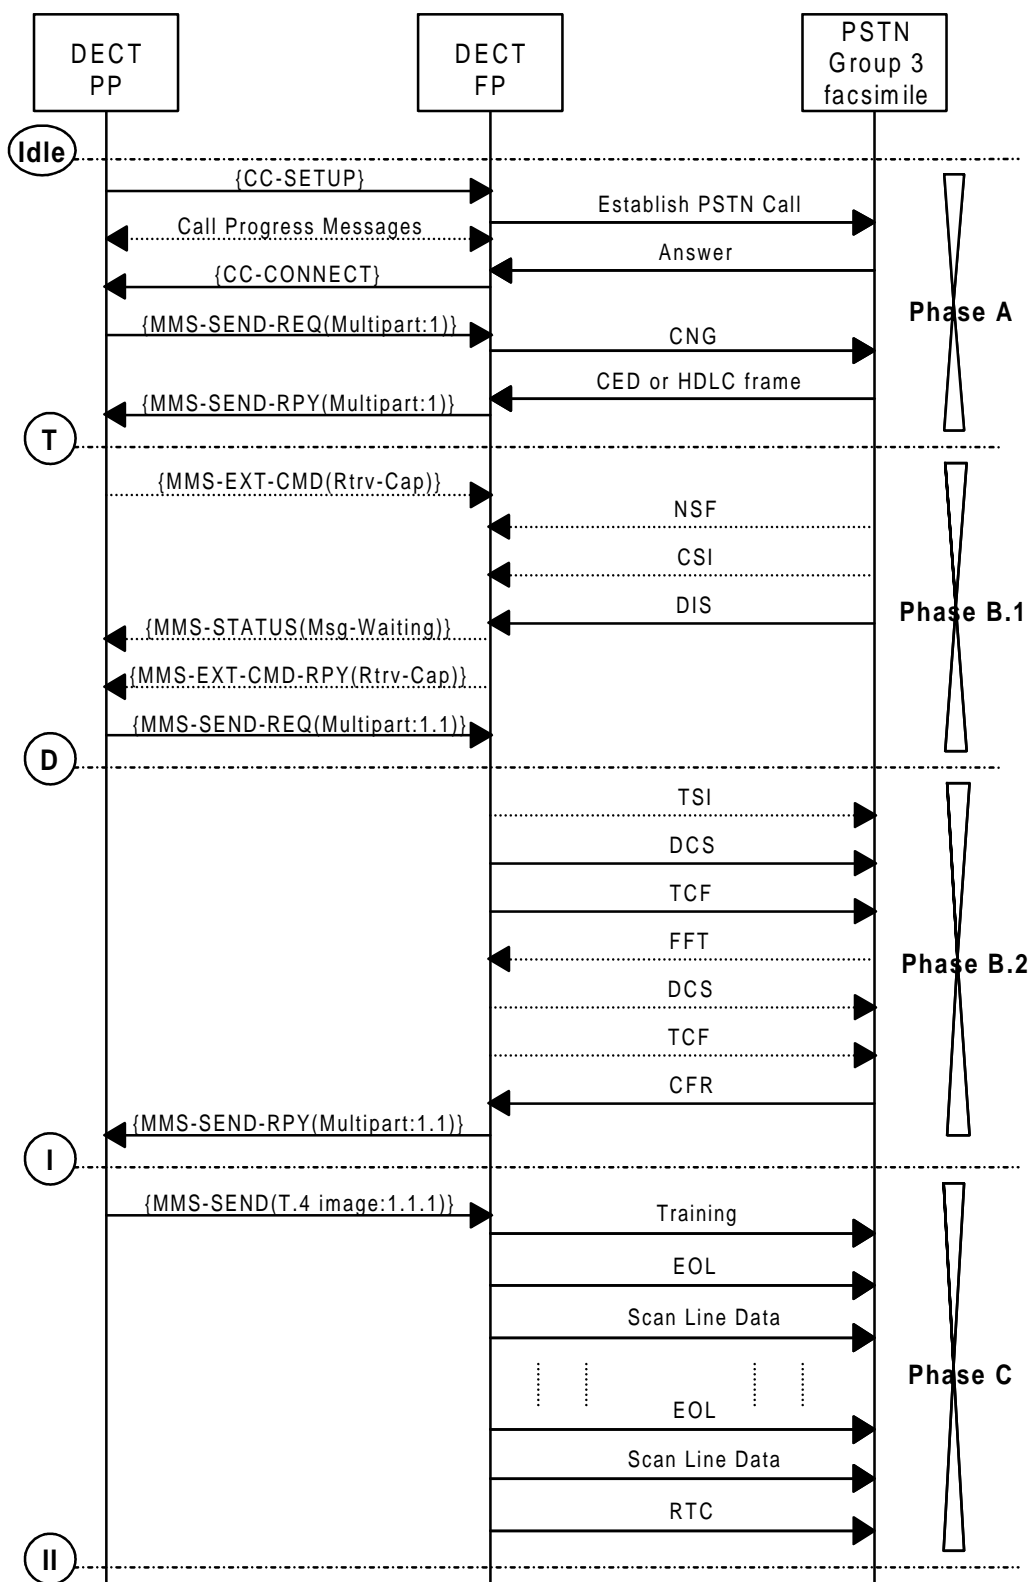 DECT
PP
DECT
FP
PSTN
Group 3
facsimile
Idle
{CC-SETUP}
Establish PSTN Call
Call Progress Messages
Answer
{CC-CONNECT}
Phase A
{MMS-SEND-REQ(Multipart:1)}
CNG
CED or HDLC frame
{MMS-SEND-RPY(Multipart:1)}
T
{MMS-EXT-CMD(Rtrv-Cap)}
NSF
CSI
DIS
Phase B.1
{MMS-STATUS(Msg-Waiting)}
{MMS-EXT-CMD-RPY(Rtrv-Cap)}
{MMS-SEND-REQ(Multipart:1.1)}
D
TSI
DCS
TCF
FFT
Phase B.2
DCS
TCF
CFR
{MMS-SEND-RPY(Multipart:1.1)}
I
{MMS-SEND(T.4 image:1.1.1)}
Training
EOL
Scan Line Data
Phase C
EOL
Scan Line Data
RTC
II